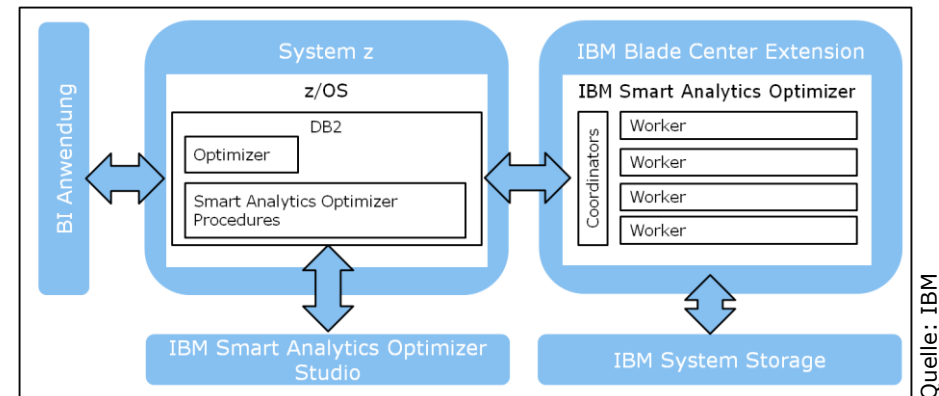 BI Anwendung
System z
z/OS
DB2
Optimizer
Smart Analytics Optimizer
Procedures
IBM Blade Center Extension
IBM Smart Analytics Optimizer
Coordinators
Worker
Worker
Worker
Worker
IBM Smart Analytics Optimizer
Studio
IBM System Storage
Quelle: IBM